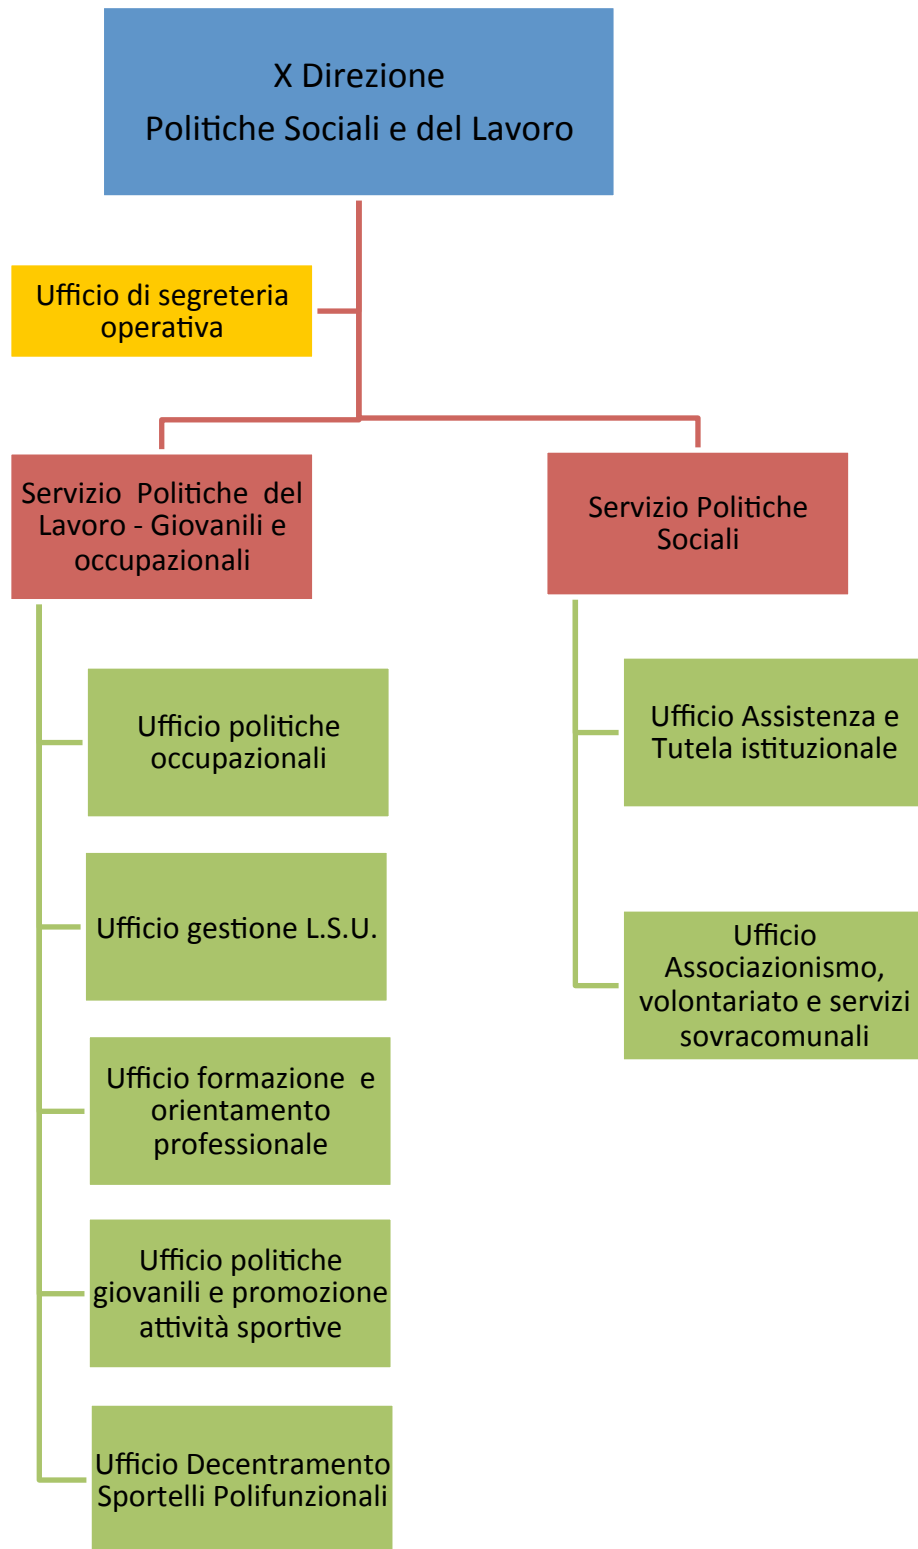 X Direzione
Politiche Sociali e del Lavoro
Ufficio di segreteria
operativa
Servizio Politiche del
Lavoro - Giovanili e
occupazionali
Ufficio politiche
occupazionali
Ufficio gestione L.S.U.
Ufficio formazione e
orientamento
professionale
Ufficio politiche
giovanili e promozione
attività sportive
Ufficio Decentramento
Sportelli Polifunzionali
Servizio Politiche
Sociali
Ufficio Assistenza e
Tutela istituzionale
Ufficio
Associazionismo,
volontariato e servizi
sovracomunali